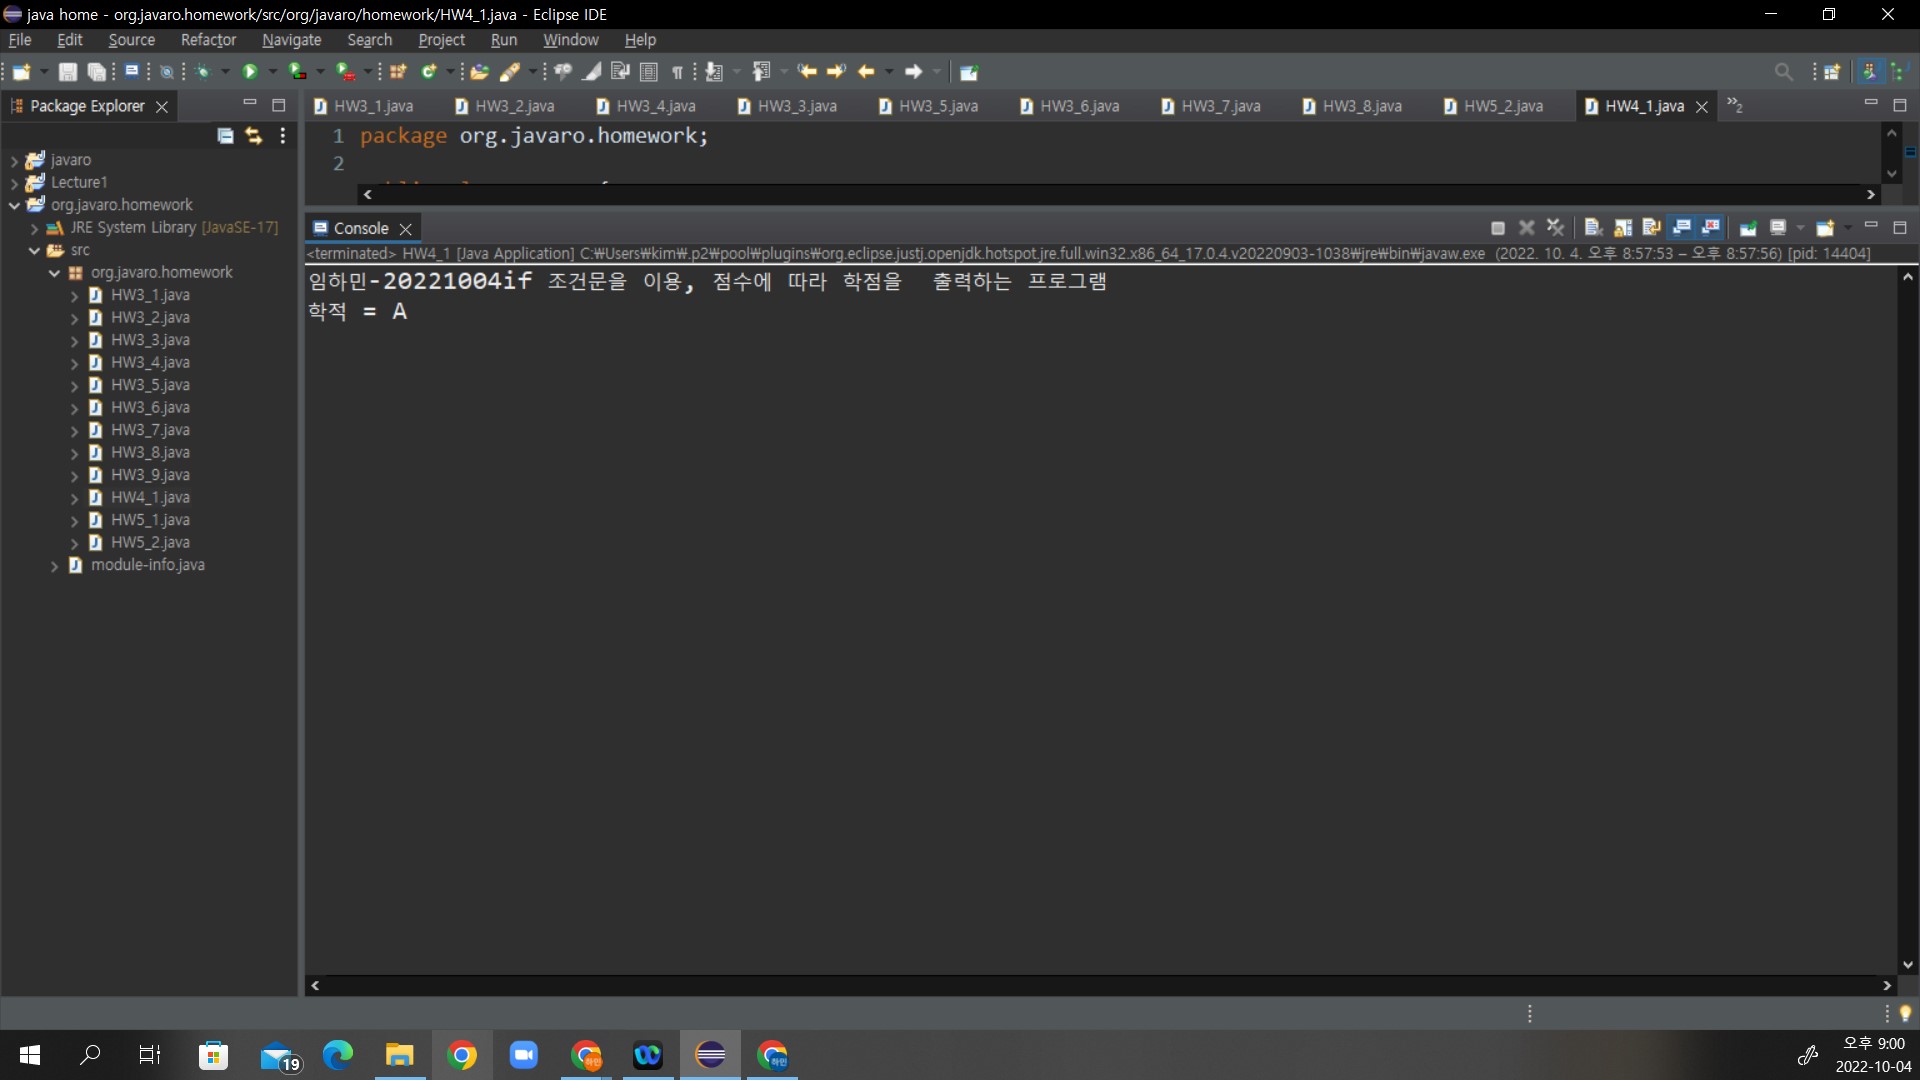 java home - org.javaro.homework/src/org/javaro/homework/HW4_1.java - Eclipse IDE
File Edit Source Refactor Navigate Search Project Run Window Help
Package Explorer
HW3_1.java HW3_2.java HW3_4.java HW3_3.java HW3_5.java HW3_6.java HW3_7.java HW3_8.java HW5_2.java HW4_1.java »2
1 package org.javaro.homework;
2
Console
<terminated> HW4_1 [Java Application] C:₩Users₩kim₩.p2₩pool₩plugins₩org.eclipse.justj.openjdk.hotspot.jre.full.win32.x86_64_17.0.4.v20220903-1038₩jre₩bin₩javaw.exe (2022. 10. 4. 오후 8:57:53 – 오후 8:57:56) [pid: 14404]
임하민-20221004if 조건문을 이용, 점수에 따라 학점을  출력하는 프로그램
학적 = A
javaro
Lecture1
org.javaro.homework
JRE System Library [JavaSE-17]
src
org.javaro.homework
HW3_1.java
HW3_2.java
HW3_3.java
HW3_4.java
HW3_5.java
HW3_6.java
HW3_7.java
HW3_8.java
HW3_9.java
HW4_1.java
HW5_1.java
HW5_2.java
module-info.java
19
하민
하민
오후 9:00
2022-10-04